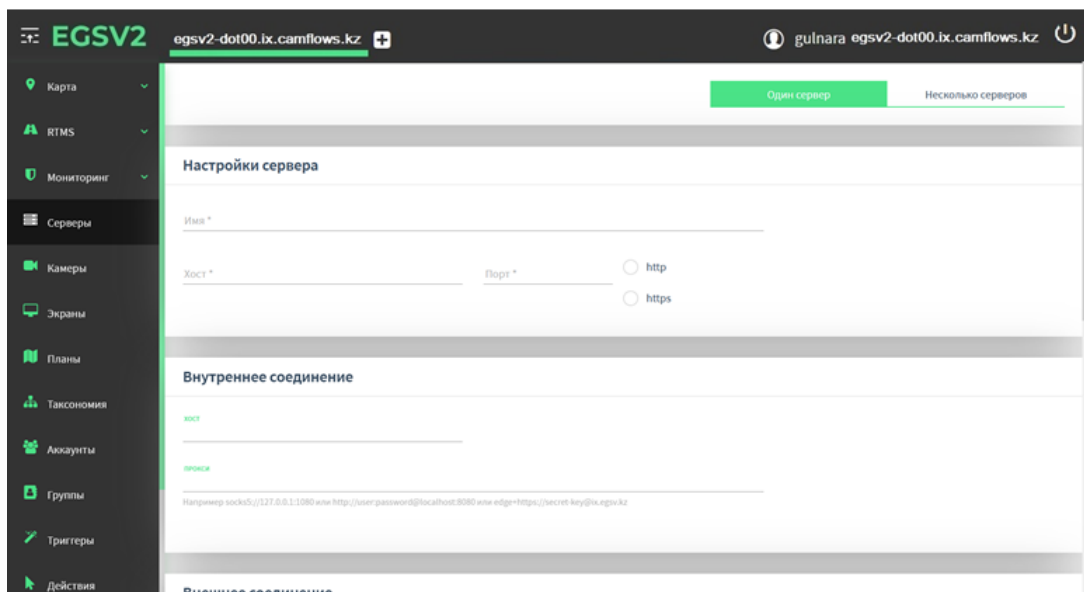 EGSV2
egsv2-dot00.ix.camflows.kz
gulnara egsv2-dot00.ix.camflows.kz
Карта
RTMS
Мониторинг
Серверы
Камеры
Экраны
Планы
Таксономия
Аккаунты
Группы
Триггеры
Действия
Один сервер
Несколько серверов
Настройки сервера
Имя *
Хост *
Порт *
http
https
Внутреннее соединение
ХОСТ
ПРОКСИ
Например socks5://127.0.0.1:1080 или http://user:password@localhost:8080 или edge+https://secret-key@ix.egsv.kz
Внешнее соединение